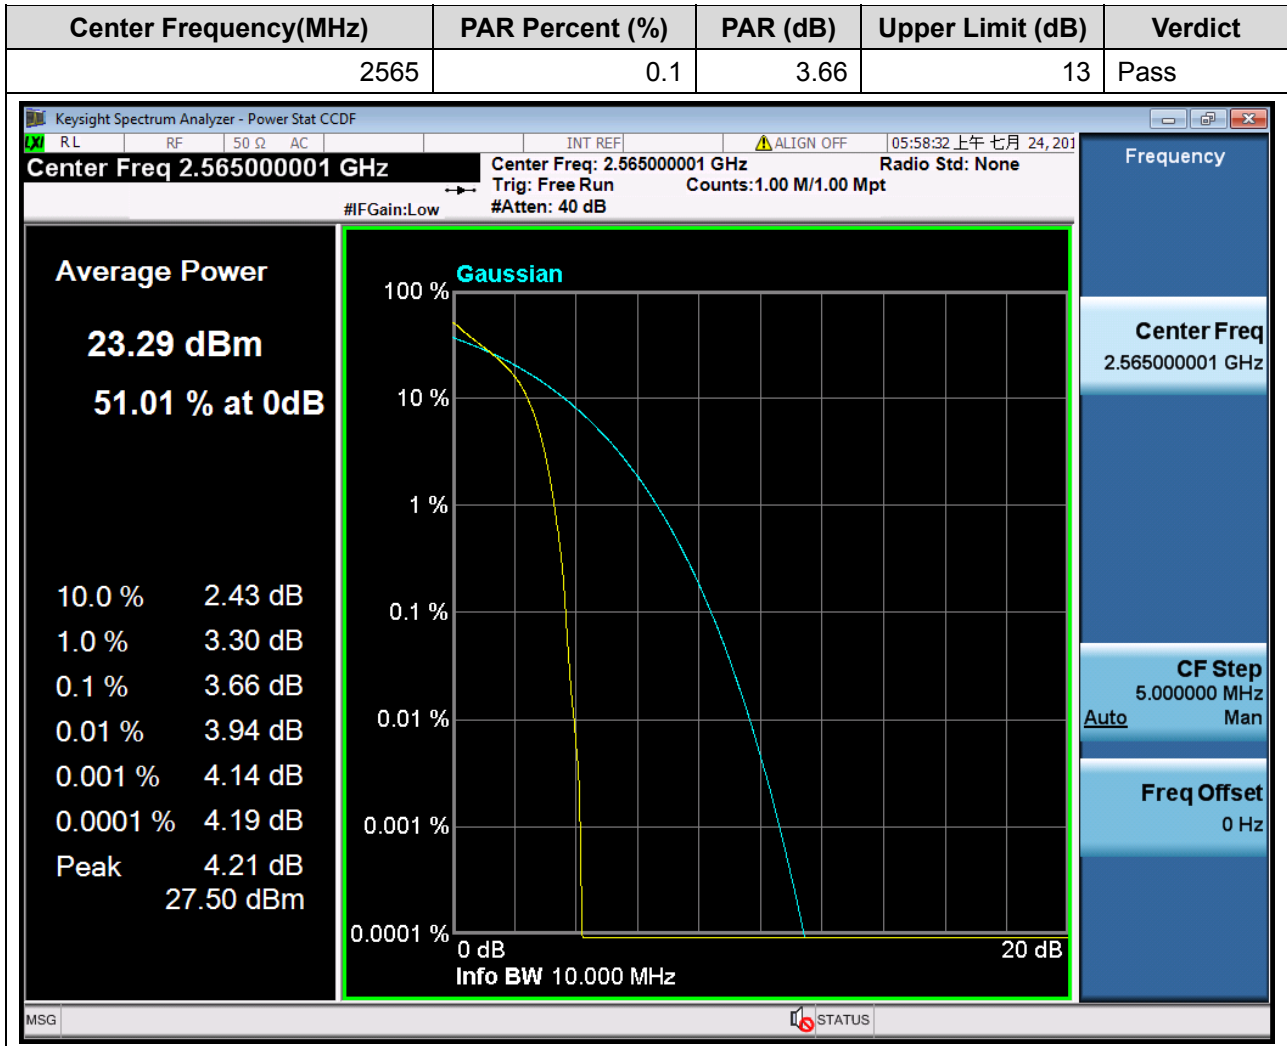 Center Frequency(MHz) PAR Percent (%) PAR (dB) Upper Limit (dB) Verdict
2565 0.1 3.66 13 Pass
Keysight Spectrum Analyzer - Power Stat CCDF
LXI RL RF 50 Ω AC INT REF ALIGN OFF 05:58:32 上午 七月 24, 201
Center Freq 2.565000001 GHz
Center Freq: 2.565000001 GHz Radio Std: None
Trig: Free Run Counts:1.00 M/1.00 Mpt
#IFGain:Low #Atten: 40 dB
Average Power
23.29 dBm
51.01 % at 0dB
10.0 % 2.43 dB
1.0 % 3.30 dB
0.1 % 3.66 dB
0.01 % 3.94 dB
0.001 % 4.14 dB
0.0001 % 4.19 dB
Peak 4.21 dB
27.50 dBm
Gaussian
100 %
10 %
1 %
0.1 %
0.01 %
0.001 %
0.0001 %
0 dB 20 dB
Info BW 10.000 MHz
Frequency
Center Freq
2.565000001 GHz
CF Step
5.000000 MHz
Auto Man
Freq Offset
0 Hz
MSG STATUS